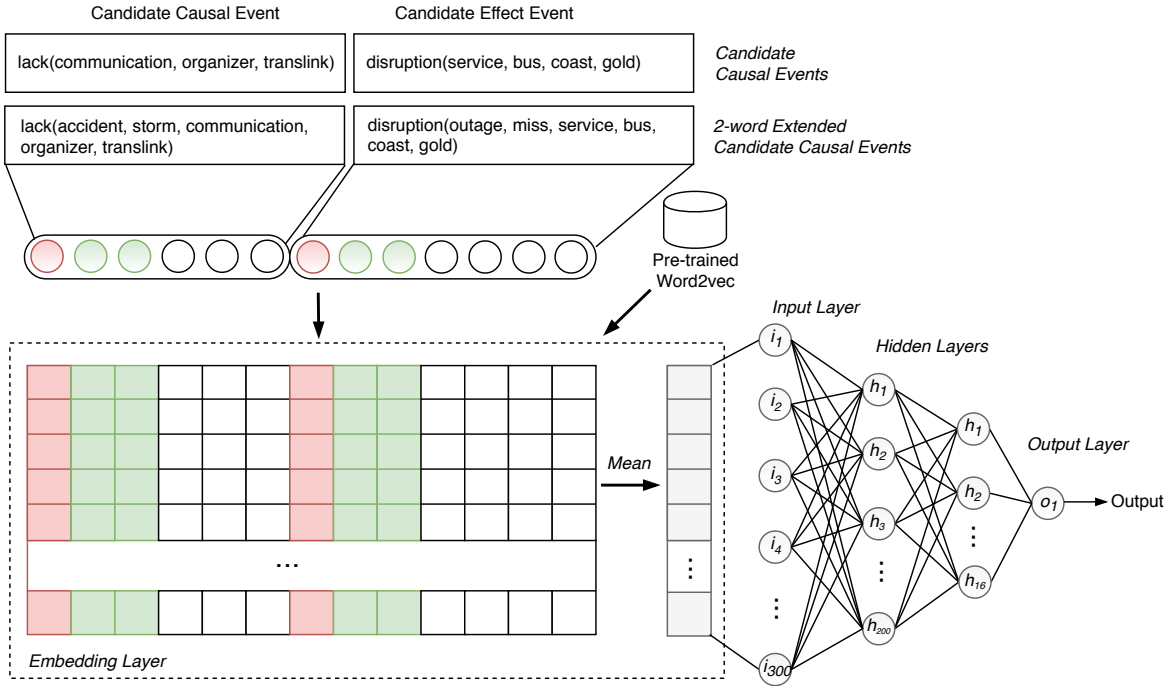 Candidate Causal Event
Candidate Effect Event
lack(communication, organizer, translink)
disruption(service, bus, coast, gold)
Candidate
Causal Events
lack(accident, storm, communication,
organizer, translink)
disruption(outage, miss, service, bus,
coast, gold)
2-word Extended
Candidate Causal Events
Pre-trained
Word2vec
Input Layer
Hidden Layers
Output Layer
i1
i2
i3
i4
⋮
i300
h1
h2
h3
⋮
h200
h1
h2
⋮
h16
o1
Output
Mean
...
⋮
Embedding Layer